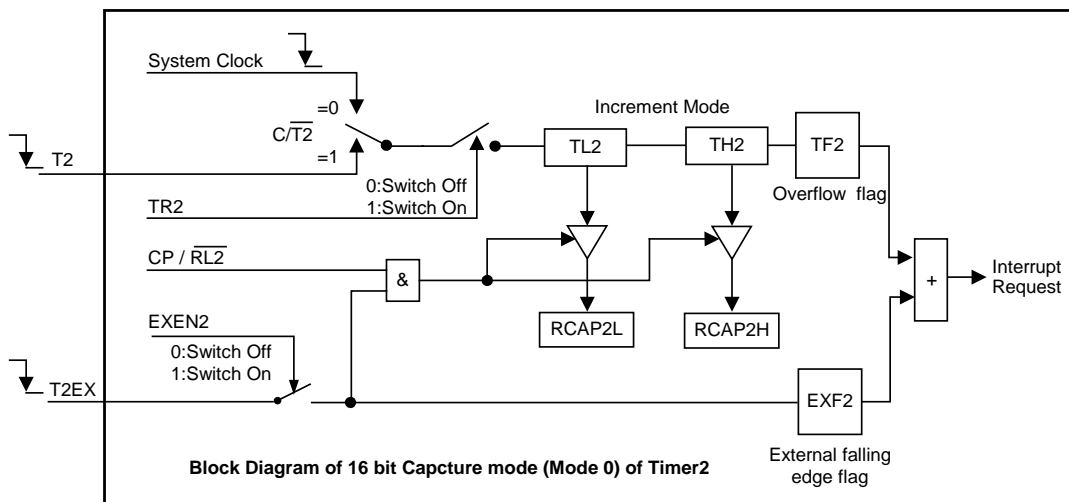 System Clock
=0
C/T2
=1
T2
TR2
0:Switch Off
1:Switch On
Increment Mode
TL2
TH2
TF2
Overflow flag
CP / RL2
&
RCAP2L
RCAP2H
+
Interrupt
Request
EXEN2
0:Switch Off
1:Switch On
T2EX
EXF2
External falling
edge flag
Block Diagram of 16 bit Capcture mode (Mode 0) of Timer2